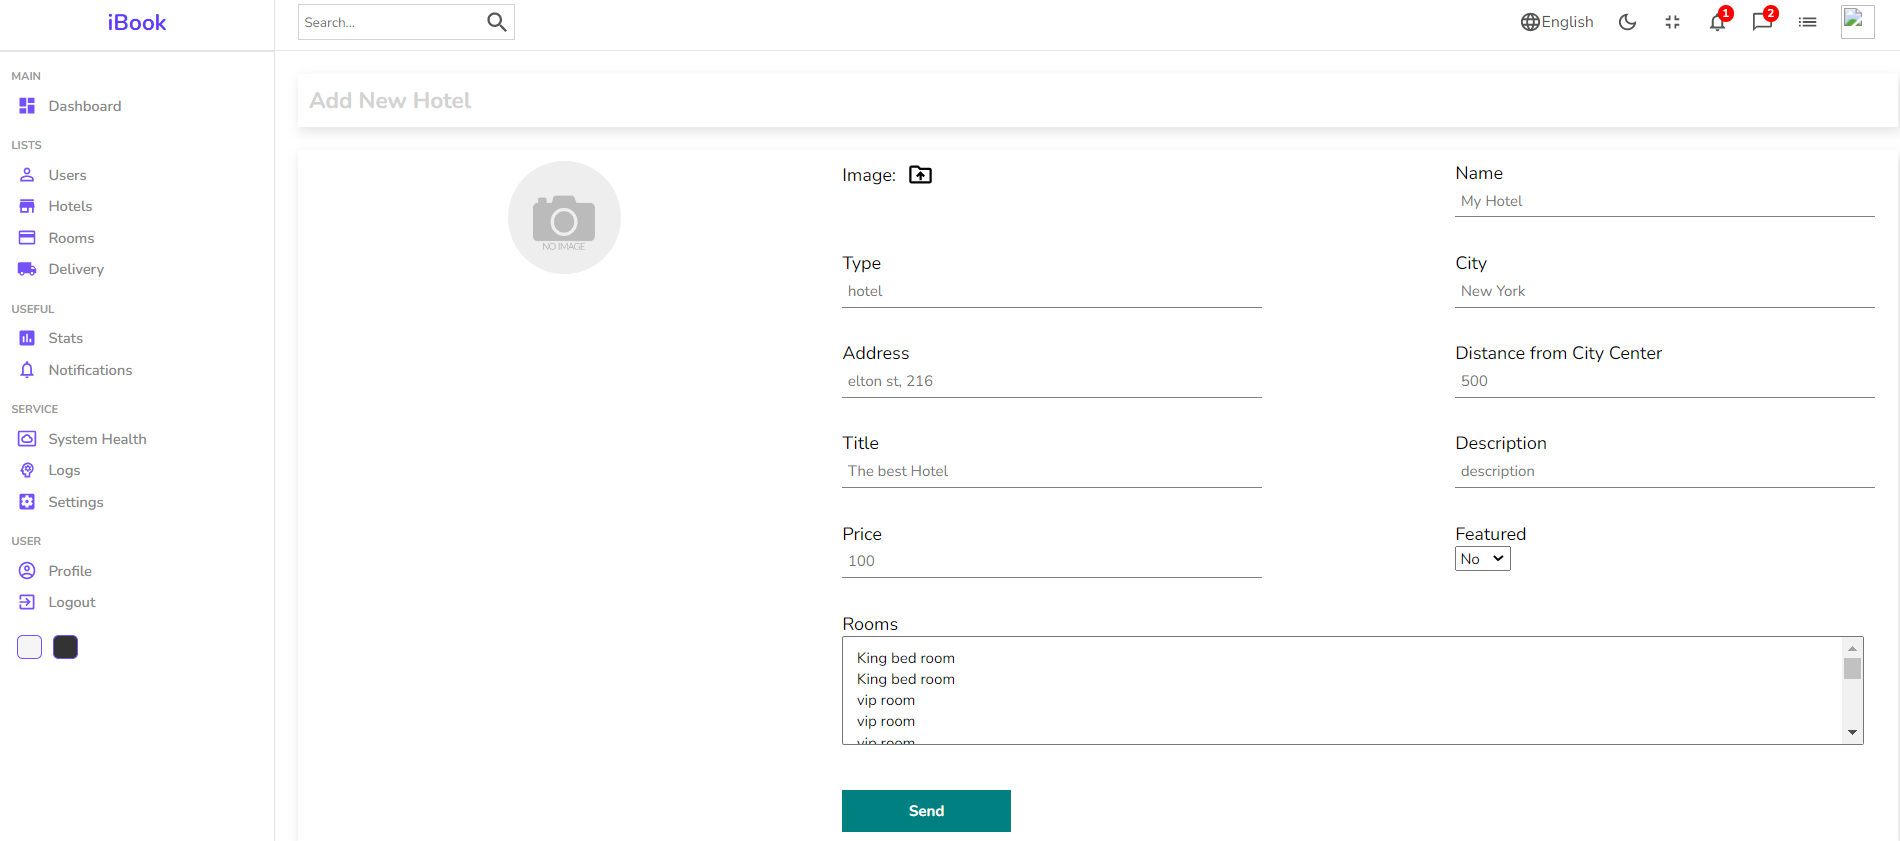 iBook
Search...
English
1
2
MAIN
Dashboard
LISTS
Users
Hotels
Rooms
Delivery
USEFUL
Stats
Notifications
SERVICE
System Health
Logs
Settings
USER
Profile
Logout
Add New Hotel
NO IMAGE
Image:
Name
My Hotel
Type
hotel
City
New York
Address
elton st, 216
Distance from City Center
500
Title
The best Hotel
Description
description
Price
100
Featured
No
Rooms
King bed room
King bed room
vip room
vip room
vip room
Send